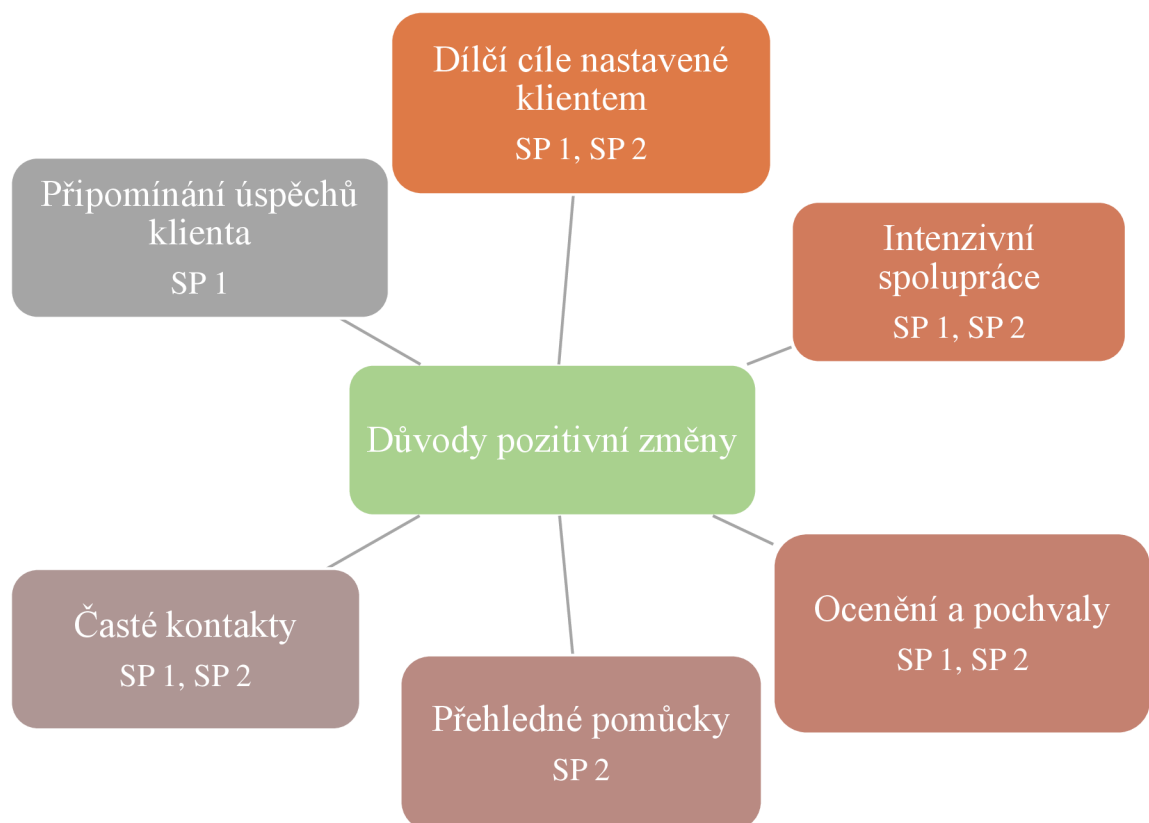 Dílčí cíle nastavené
klientem
SP 1, SP 2
Připomínání úspěchů
klienta
SP 1
Intenzivní
spolupráce
SP 1, SP 2
Důvody pozitivní změny
Časté kontakty
SP 1, SP 2
Přehledné pomůcky
SP 2
Ocenění a pochvaly
SP 1, SP 2